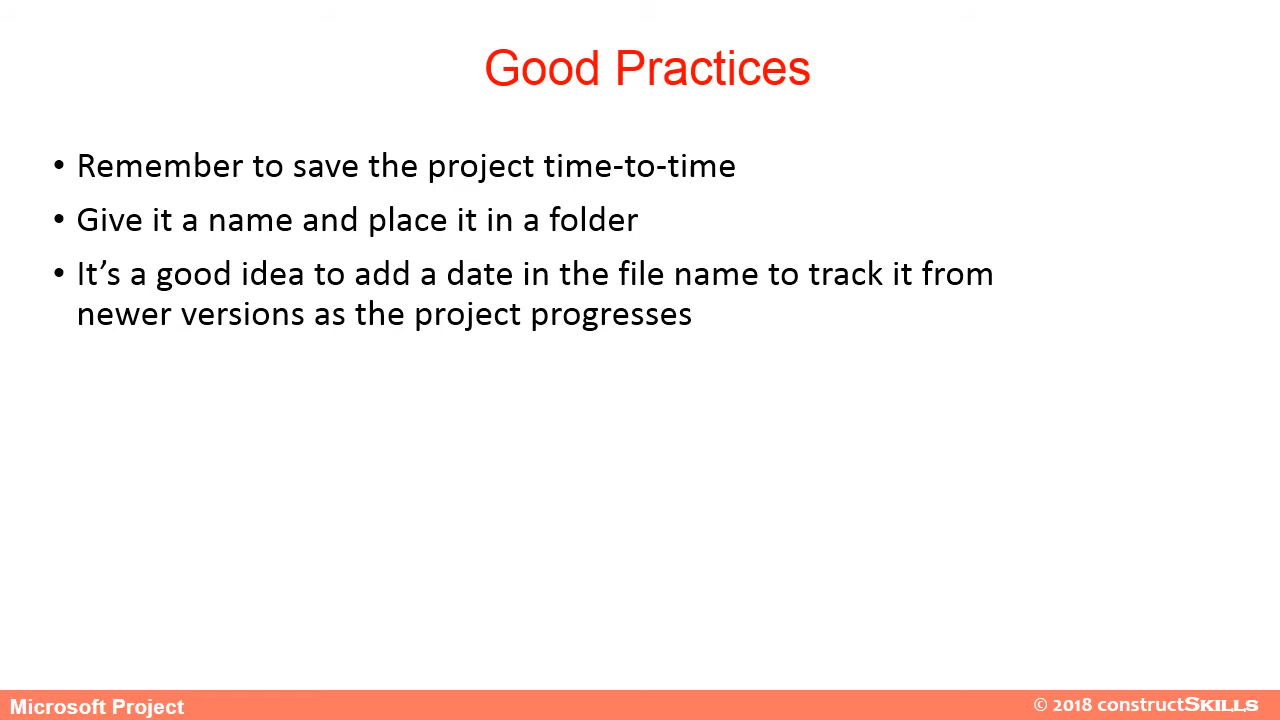 Good Practices
• Remember to save the project time-to-time
• Give it a name and place it in a folder
• It’s a good idea to add a date in the file name to track it from
newer versions as the project progresses
Microsoft Project
© 2018 constructSKILLS